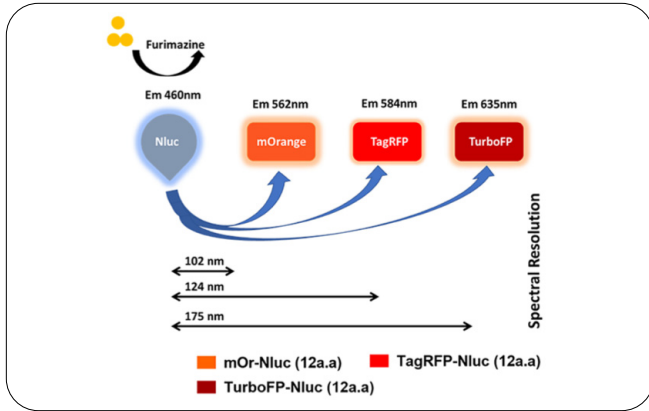 Furimazine
Em 460nm
Em 562nm
Em 584nm
Em 635nm
Nluc
mOrange
TagRFP
TurboFP
102 nm
124 nm
175 nm
Spectral Resolution
mOr-Nluc (12a.a)
TagRFP-Nluc (12a.a)
TurboFP-Nluc (12a.a)